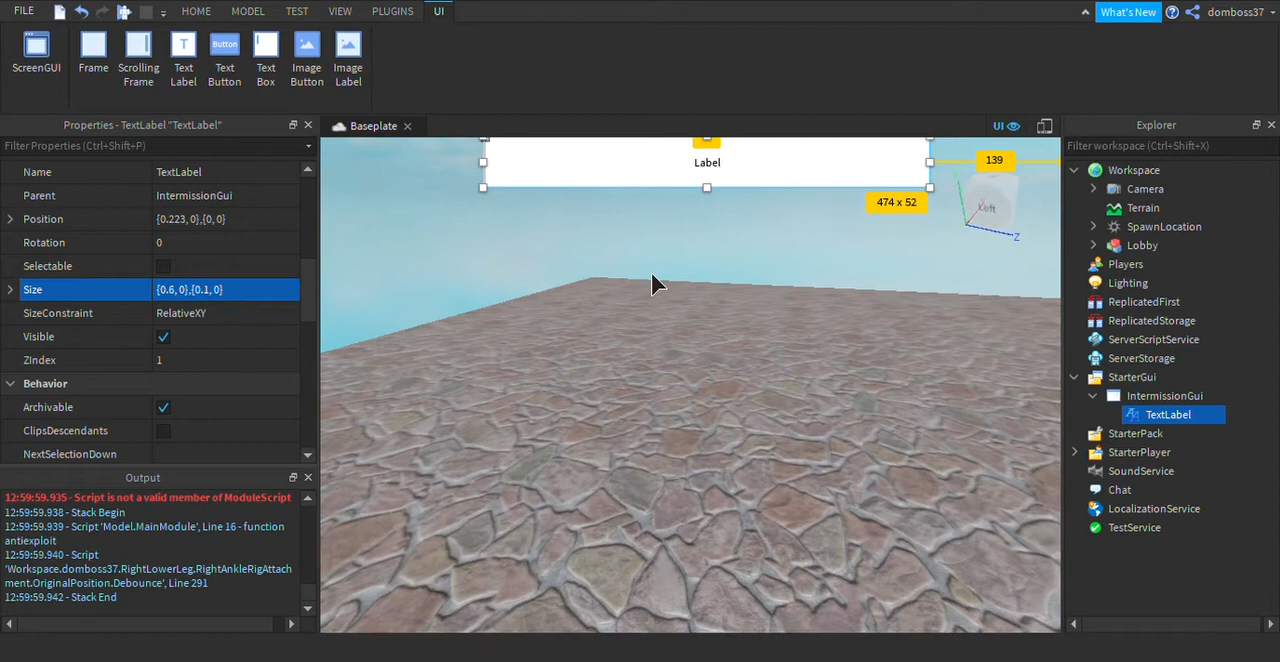 FILE HOME MODEL TEST VIEW PLUGINS UI What's New domboss37
ScreenGUI Frame Scrolling Frame Text Label Text Button Text Box Image Button Image Label
Button
T
Properties - TextLabel "TextLabel"
Filter Properties (Ctrl+Shift+P)
Name TextLabel
Parent IntermissionGui
Position {0.223, 0},{0, 0}
Rotation 0
Selectable
Size {0.6, 0},{0.1, 0}
SizeConstraint RelativeXY
Visible
ZIndex 1
Behavior
Archivable
ClipsDescendants
NextSelectionDown
Output
12:59:59.935 - Script is not a valid member of ModuleScript
12:59:59.938 - Stack Begin
12:59:59.939 - Script 'Model.MainModule', Line 16 - function
antiexploit
12:59:59.940 - Script
'Workspace.domboss37.RightLowerLeg.RightAnkleRigAttach
ment.OriginalPosition.Debounce', Line 291
12:59:59.942 - Stack End
Baseplate UI
Label
139
474 x 52
Left
Z
Explorer
Filter workspace (Ctrl+Shift+X)
Workspace
Camera
Terrain
SpawnLocation
Lobby
Players
Lighting
ReplicatedFirst
ReplicatedStorage
ServerScriptService
ServerStorage
StarterGui
IntermissionGui
TextLabel
StarterPack
StarterPlayer
SoundService
Chat
LocalizationService
TestService